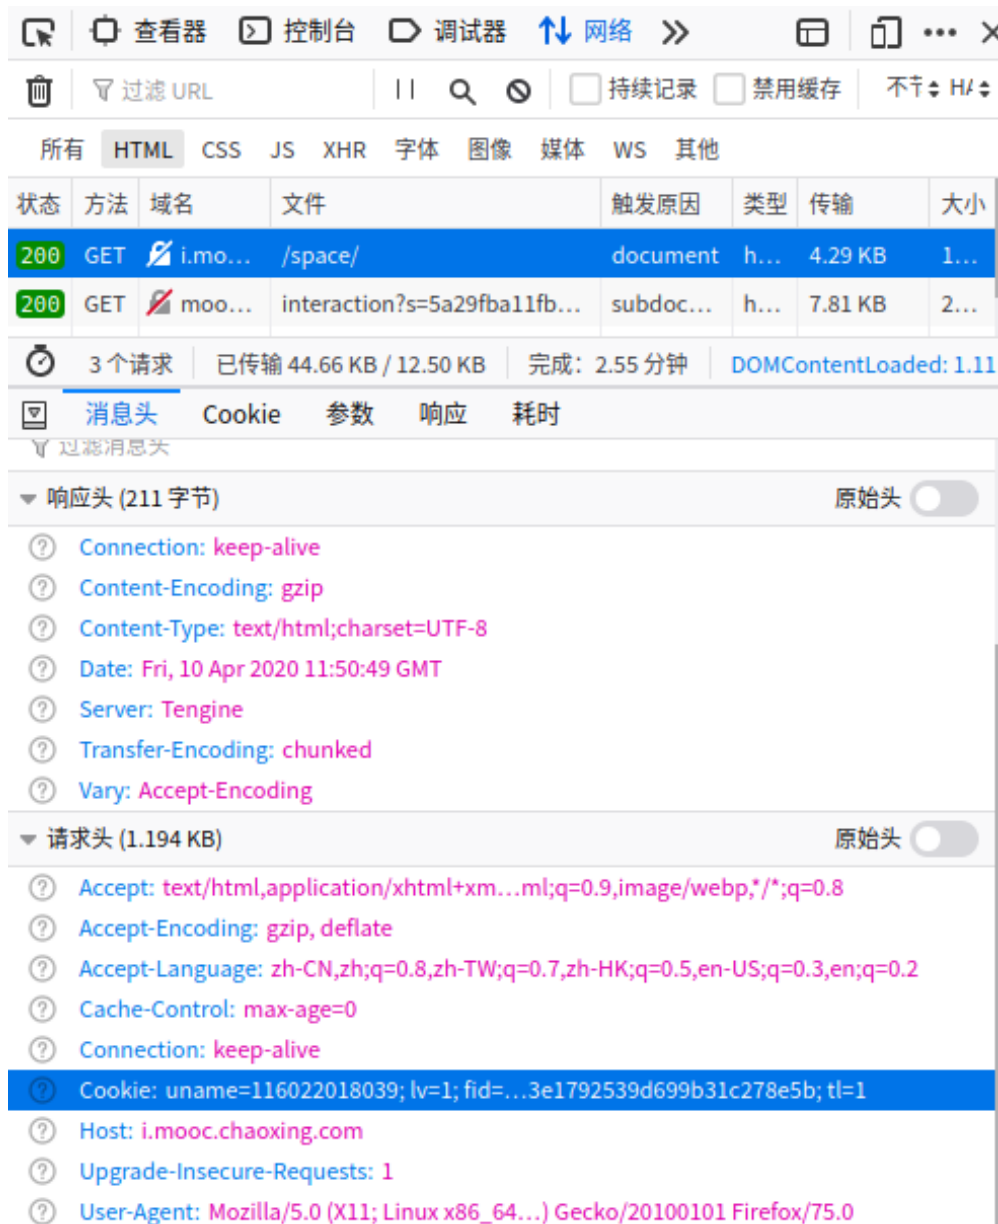 查看器 控制台 调试器 网络
过滤 URL 持续记录 禁用缓存
所有 HTML CSS JS XHR 字体 图像 媒体 WS 其他
状态 方法 域名 文件 触发原因 类型 传输 大小
200 GET i.mo... /space/ document h... 4.29 KB 1...
200 GET moo... interaction?s=5a29fba11fb... subdoc... h... 7.81 KB 2...
3 个请求 已传输 44.66 KB / 12.50 KB 完成：2.55 分钟 DOMContentLoaded: 1.11
消息头 Cookie 参数 响应 耗时
过滤消息头
响应头 (211 字节) 原始头
Connection: keep-alive
Content-Encoding: gzip
Content-Type: text/html;charset=UTF-8
Date: Fri, 10 Apr 2020 11:50:49 GMT
Server: Tengine
Transfer-Encoding: chunked
Vary: Accept-Encoding
请求头 (1.194 KB) 原始头
Accept: text/html,application/xhtml+xm…ml;q=0.9,image/webp,*/*;q=0.8
Accept-Encoding: gzip, deflate
Accept-Language: zh-CN,zh;q=0.8,zh-TW;q=0.7,zh-HK;q=0.5,en-US;q=0.3,en;q=0.2
Cache-Control: max-age=0
Connection: keep-alive
Cookie: uname=116022018039; lv=1; fid=…3e1792539d699b31c278e5b; tl=1
Host: i.mooc.chaoxing.com
Upgrade-Insecure-Requests: 1
User-Agent: Mozilla/5.0 (X11; Linux x86_64…) Gecko/20100101 Firefox/75.0